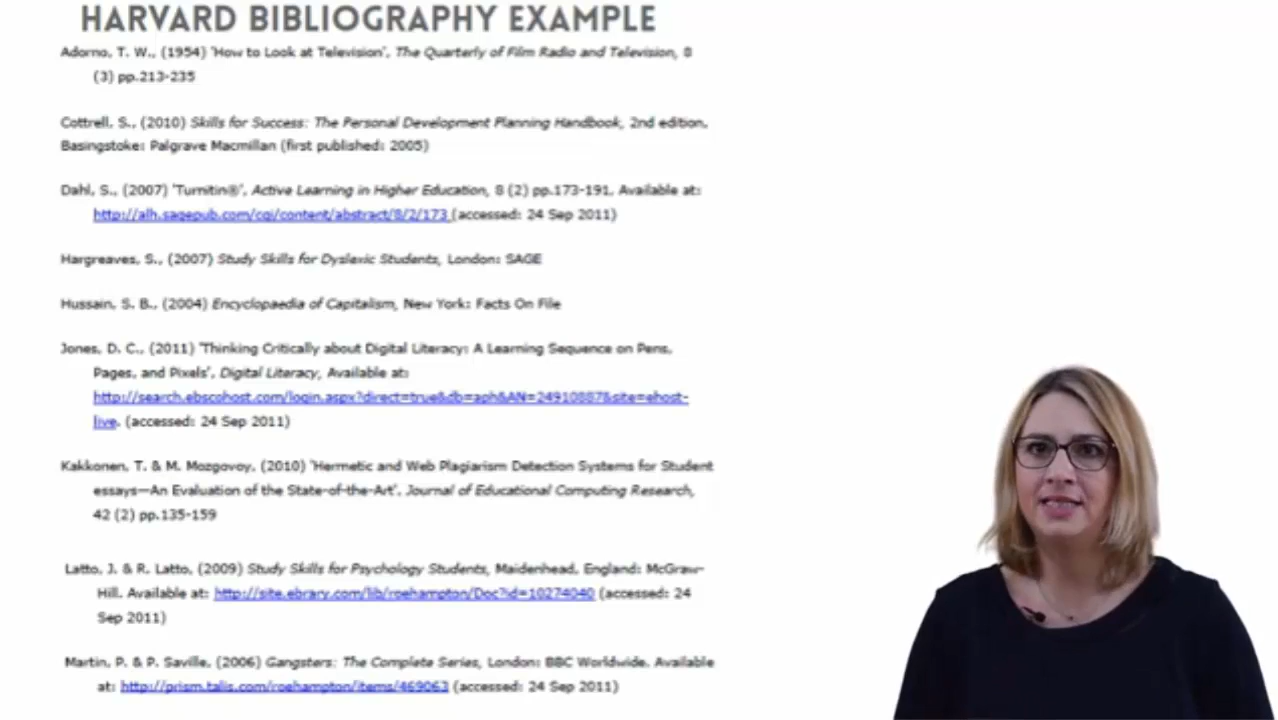 HARVARD BIBLIOGRAPHY EXAMPLE
Adorno, T. W., (1954) 'How to Look at Television', The Quarterly of Film Radio and Television, 8
(3) pp.213-235
Cottrell, S., (2010) Skills for Success: The Personal Development Planning Handbook, 2nd edition.
Basingstoke: Palgrave Macmillan (first published: 2005)
Dahl, S., (2007) 'Turnitin®', Active Learning in Higher Education, 8 (2) pp.173-191, Available at:
http://alh.sagepub.com/cgi/content/abstract/8/2/173 (accessed: 24 Sep 2011)
Hargreaves, S., (2007) Study Skills for Dyslexic Students, London: SAGE
Hussain, S. B., (2004) Encyclopaedia of Capitalism, New York: Facts On File
Jones, D. C., (2011) 'Thinking Critically about Digital Literacy: A Learning Sequence on Pens,
Pages, and Pixels', Digital Literacy, Available at:
http://search.ebscohost.com/login.aspx?direct=true&db=aph&AN=24910887&site=ehost-
live. (accessed: 24 Sep 2011)
Kakkonen, T. & M. Mozgovoy, (2010) 'Hermetic and Web Plagiarism Detection Systems for Student
essays—An Evaluation of the State-of-the-Art', Journal of Educational Computing Research,
42 (2) pp.135-159
Latto, J. & R. Latto, (2009) Study Skills for Psychology Students, Maidenhead, England: McGraw-
Hill. Available at: http://site.ebrary.com/lib/roehampton/Doc?id=10274040 (accessed: 24
Sep 2011)
Martin, P. & P. Saville, (2006) Gangsters: The Complete Series, London: BBC Worldwide. Available
at: http://prism.talis.com/roehampton/items/469063 (accessed: 24 Sep 2011)